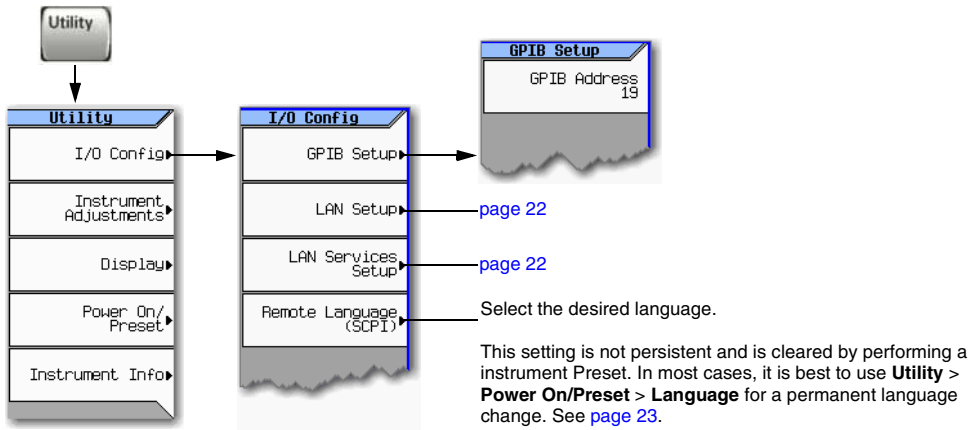 Utility
Utility
I/O Config
Instrument
Adjustments
Display
Power On/
Preset
Instrument Info
I/O Config
GPIB Setup
LAN Setup
LAN Services
Setup
Remote Language
(SCPI)
GPIB Setup
GPIB Address
19
page 22
page 22
Select the desired language.
This setting is not persistent and is cleared by performing a
instrument Preset. In most cases, it is best to use Utility >
Power On/Preset > Language for a permanent language
change. See page 23.